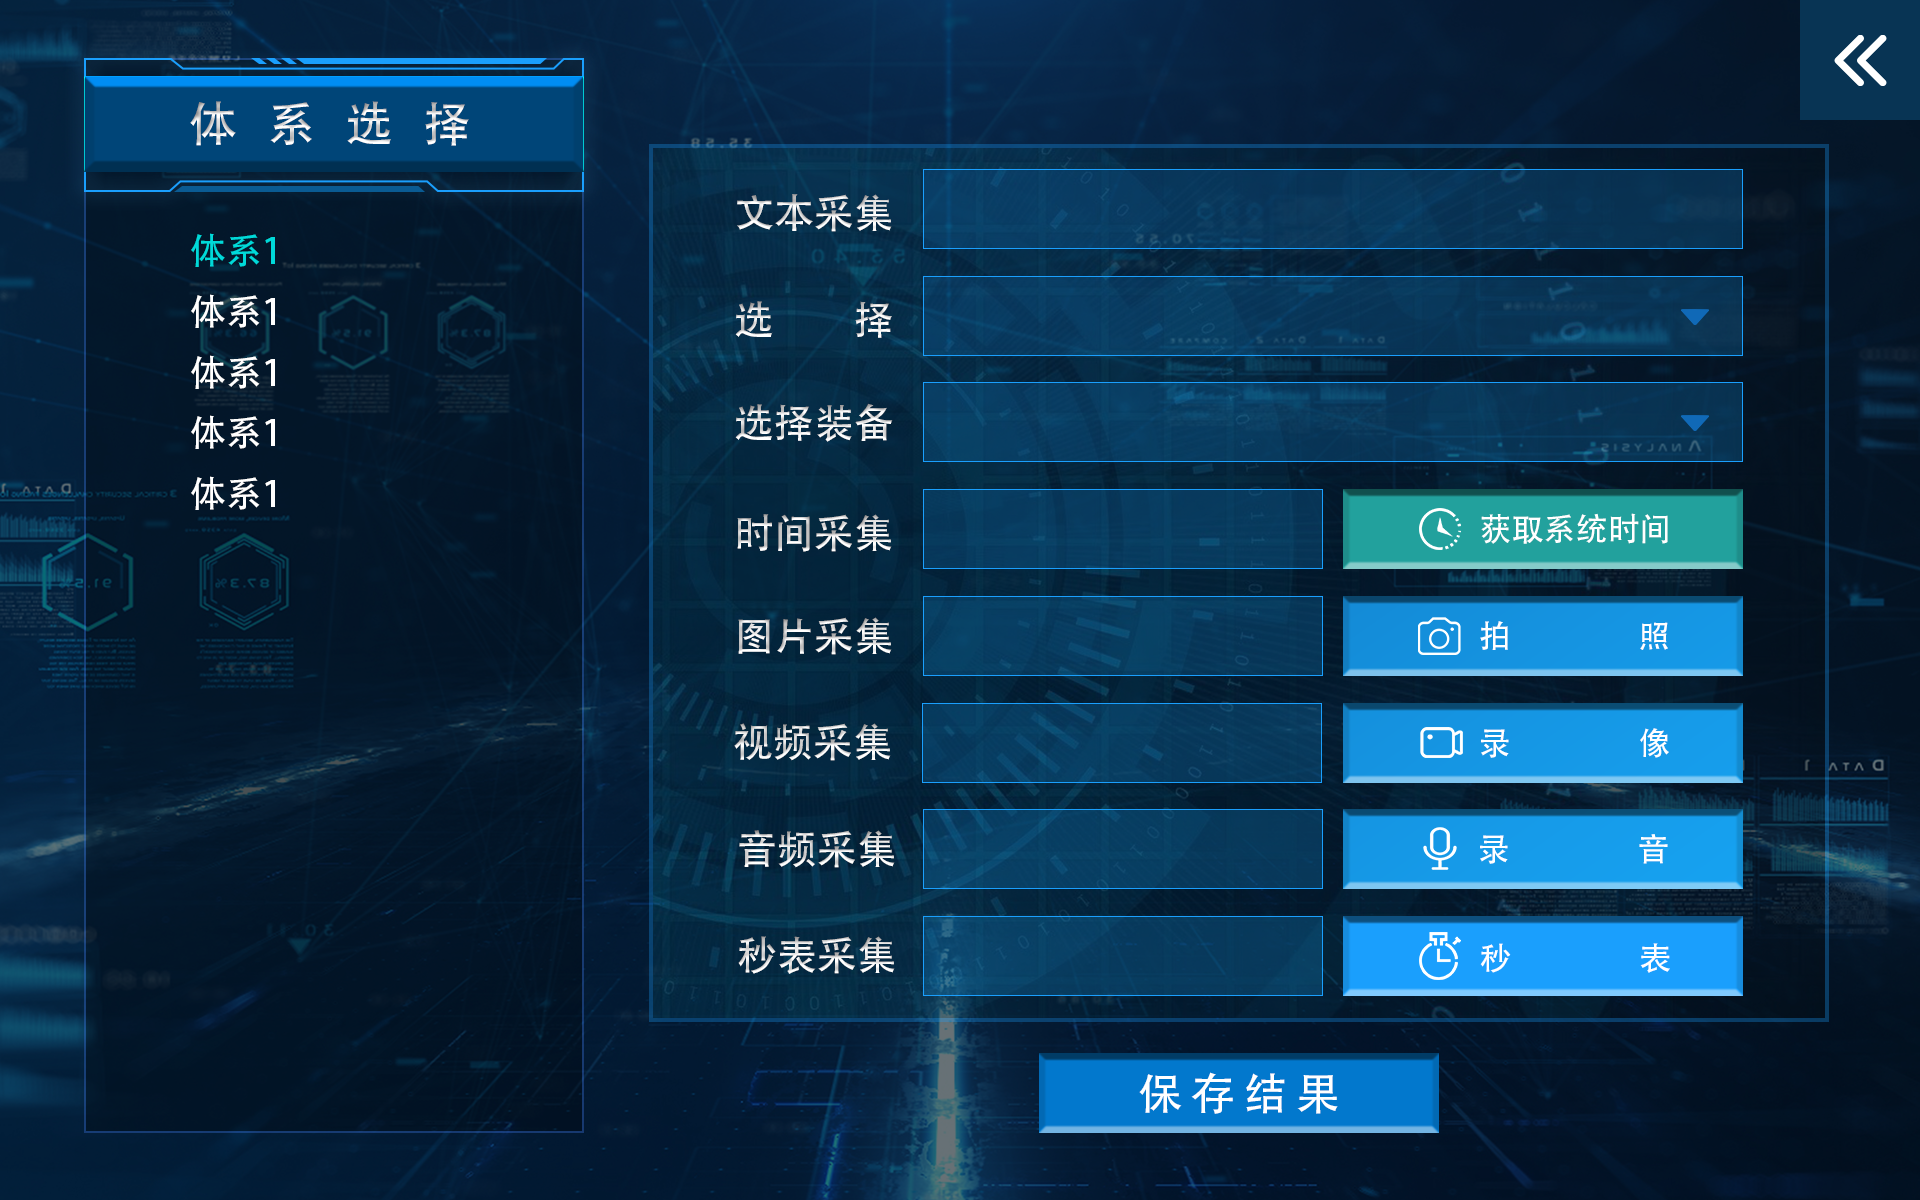 体系选择
体系1
体系1
体系1
体系1
体系1
文本采集
选择
选择装备
时间采集
获取系统时间
图片采集
拍照
视频采集
录像
音频采集
录音
秒表采集
秒表
保存结果